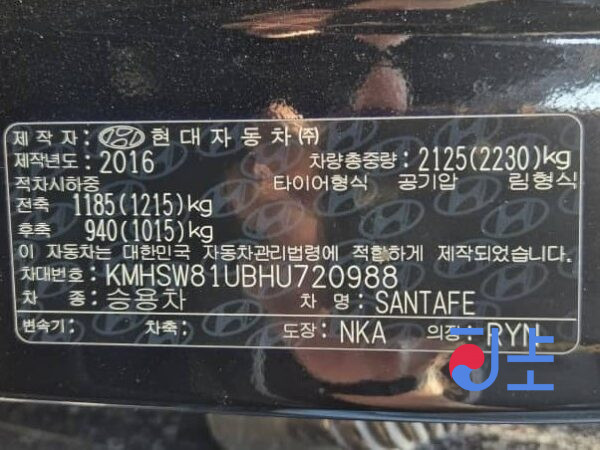 제작자: HYUNDAI 현대자동차(주)
제작년도: 2016 차량총중량: 2125(2230)kg
적차시하중 타이어형식 공기압 림형식
전축 1185(1215)kg
후축 940(1015)kg
이 자동차는 대한민국 자동차관리법령에 적합하게 제작되었습니다.
차대번호: KMHSW81UBHU720988
차 종: 승용차 차 명: SANTAFE
변속기: 차축: 도장: NKA 의장: PYN